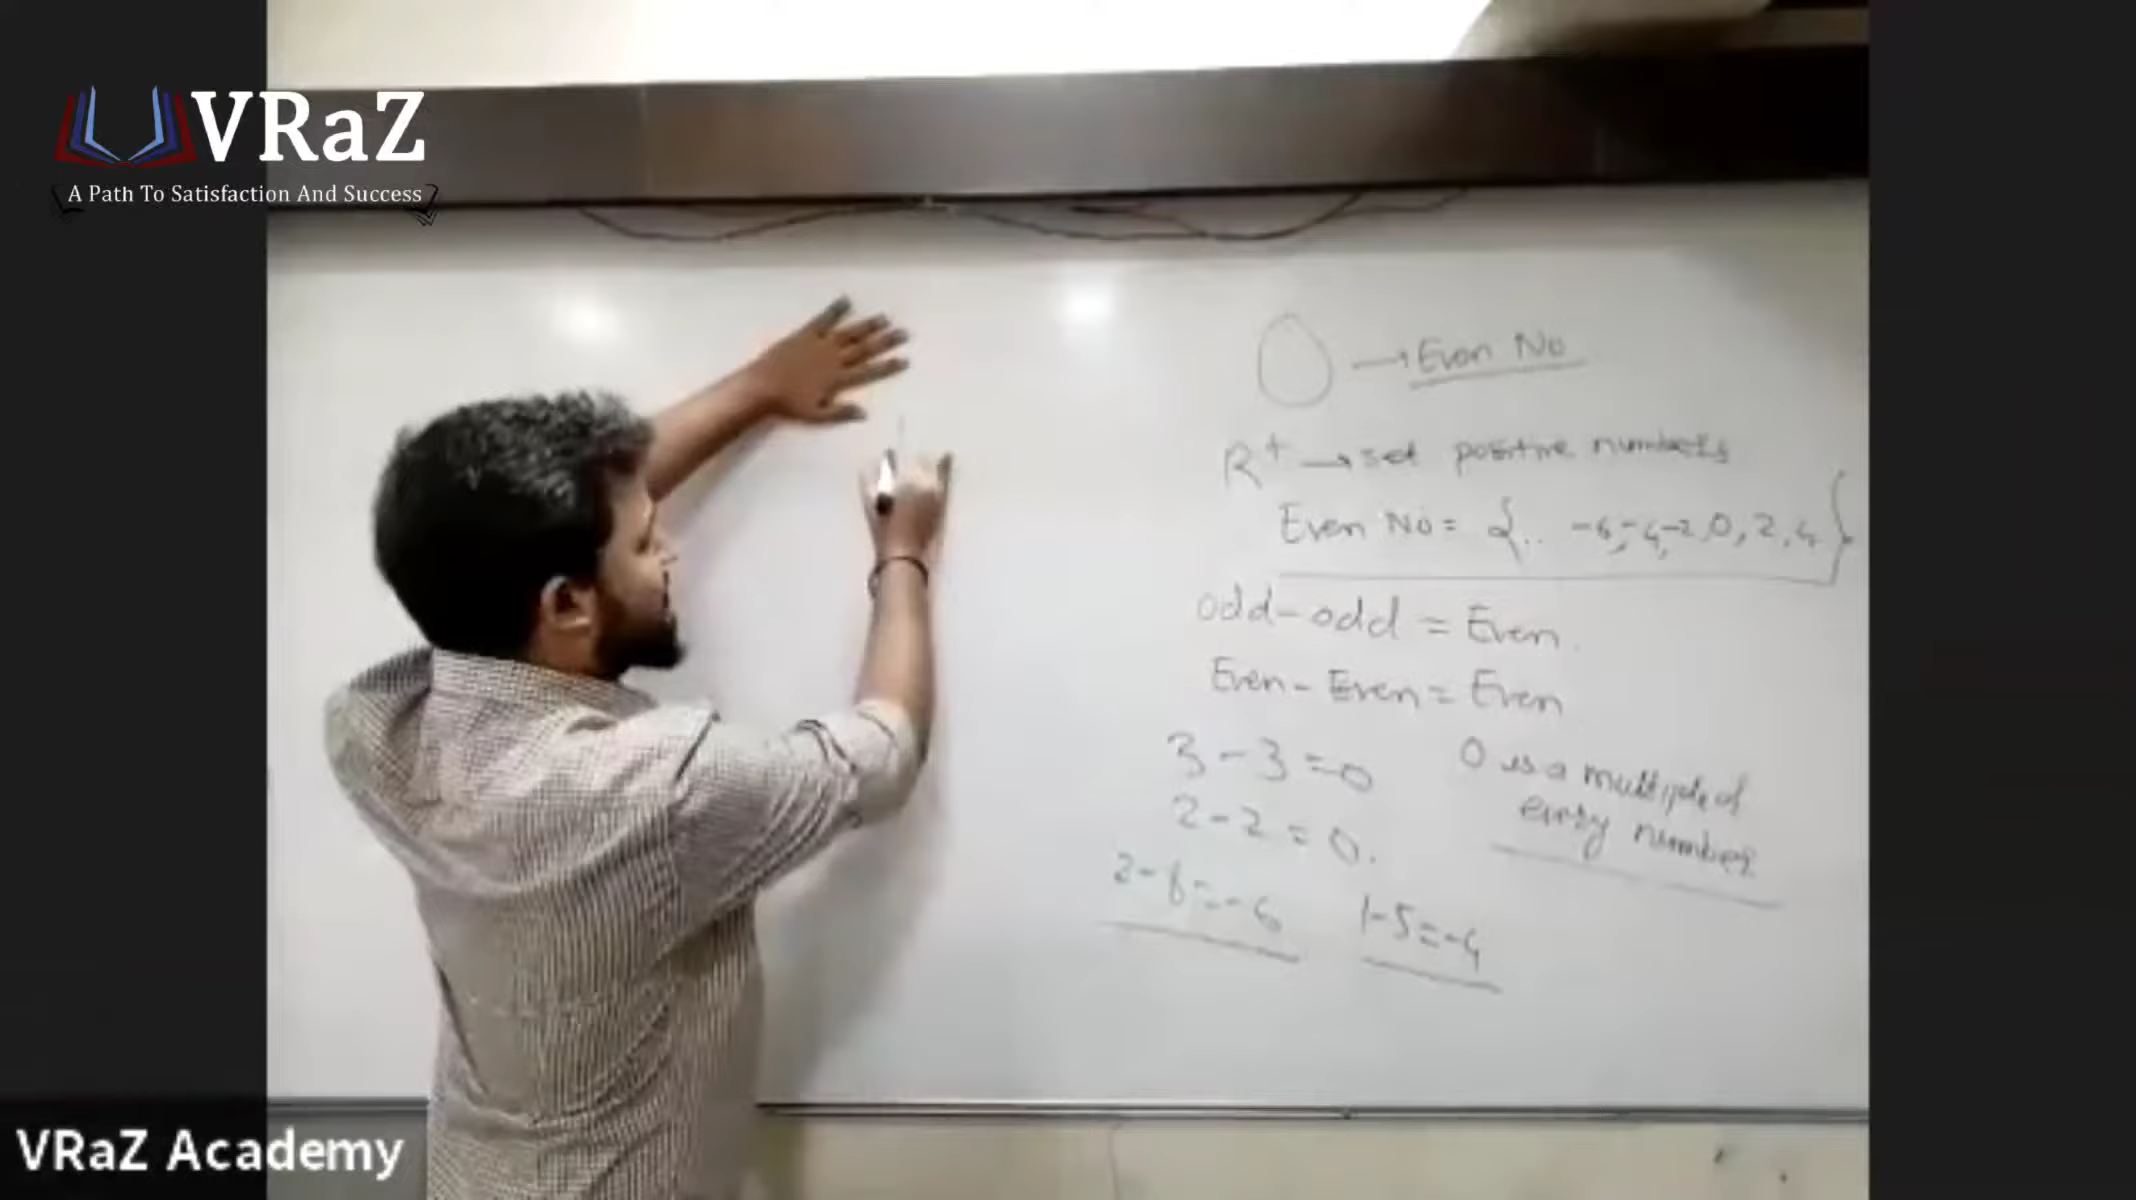 VRaZ
A Path To Satisfaction And Success
0 → Even No
R+ → set positive numbers
Even No = {.. -6,-4,-2,0,2,4}
odd - odd = Even.
Even - Even = Even
3 - 3 = 0
2 - 2 = 0.
0 is a multiple of
every number.
2 - 8 = -6
1 - 5 = -4
VRaZ Academy